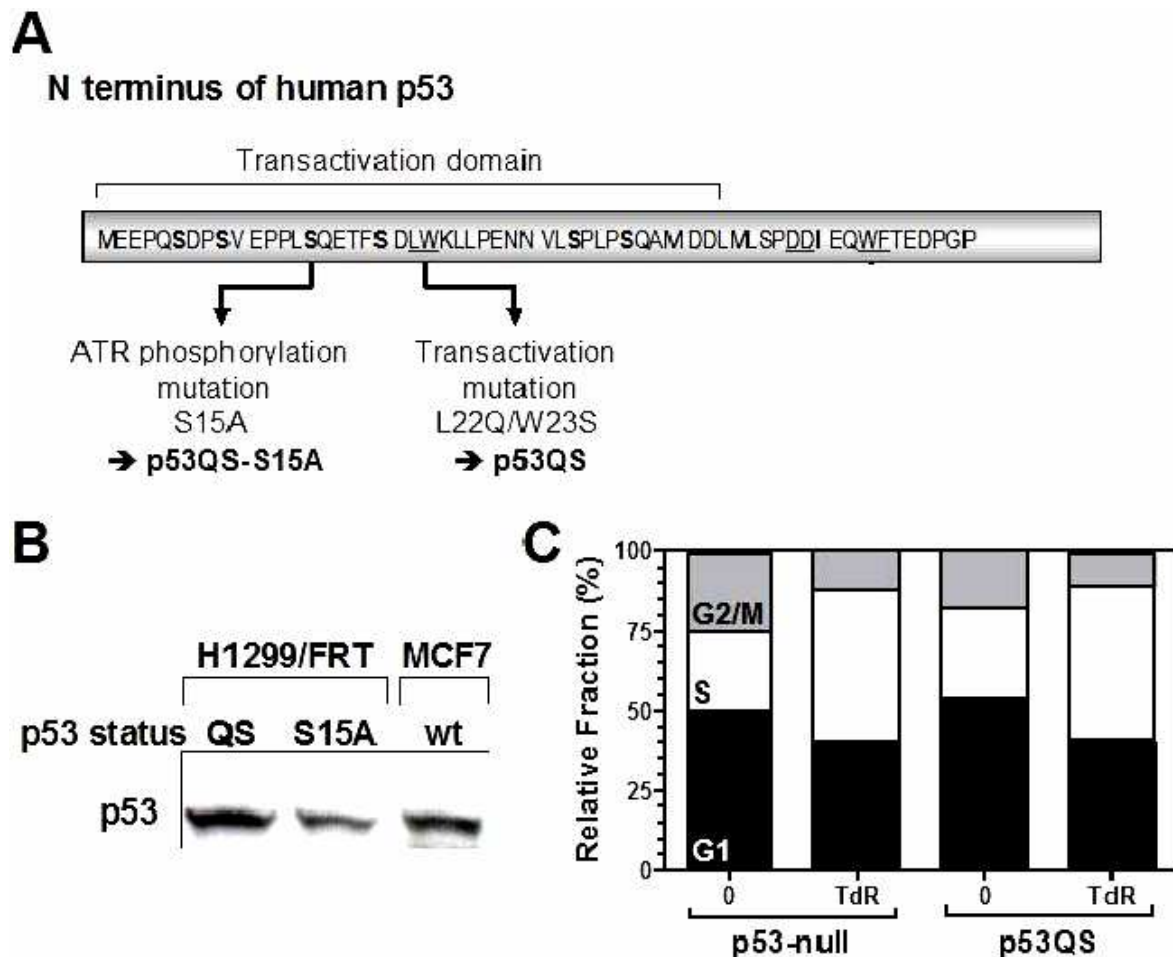 A
N terminus of human p53
Transactivation domain
MEEPQSDPSV EPPLSQETFS DLWKLLPENN VLSPLPSQAM DDLMLSPDDI EQWFTEDPGP
ATR phosphorylation
mutation
S15A
➔ p53QS-S15A
Transactivation
mutation
L22Q/W23S
➔ p53QS
B
H1299/FRT MCF7
p53 status QS S15A wt
p53
C
Relative Fraction (%)
100
75
50
25
0
G2/M
S
G1
0 TdR 0 TdR
p53-null p53QS